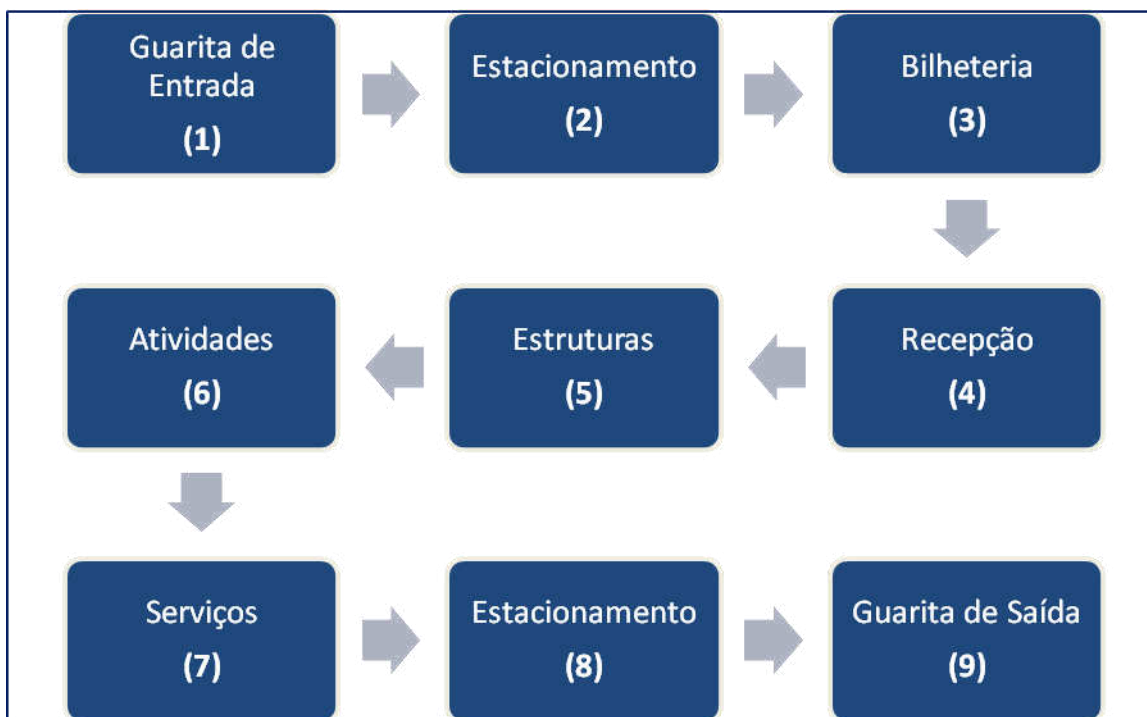 Guarita de
Entrada
(1)
Estacionamento
(2)
Bilheteria
(3)
Recepção
(4)
Estruturas
(5)
Atividades
(6)
Serviços
(7)
Estacionamento
(8)
Guarita de Saída
(9)